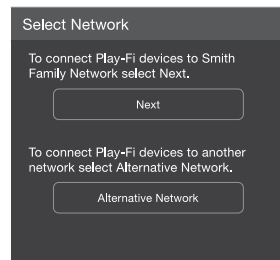 Select Network
To connect Play-Fi devices to Smith
Family Network select Next.
Next
To connect Play-Fi devices to another
network select Alternative Network.
Alternative Network